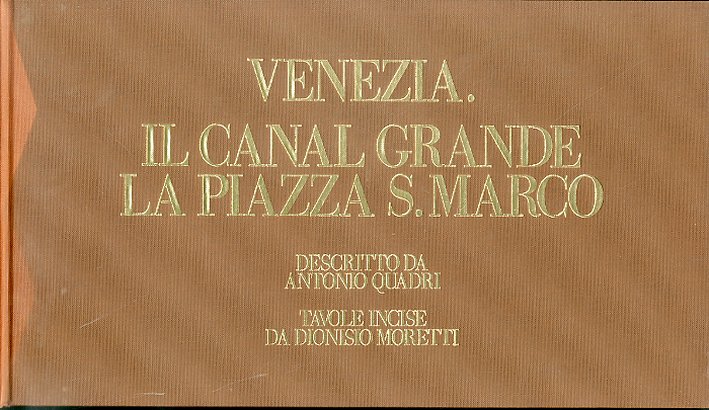 VENEZIA.
IL CANAL GRANDE
LA PIAZZA S. MARCO
DESCRITTO DA
ANTONIO QUADRI
TAVOLE INCISE
DA DIONISIO MORETTI